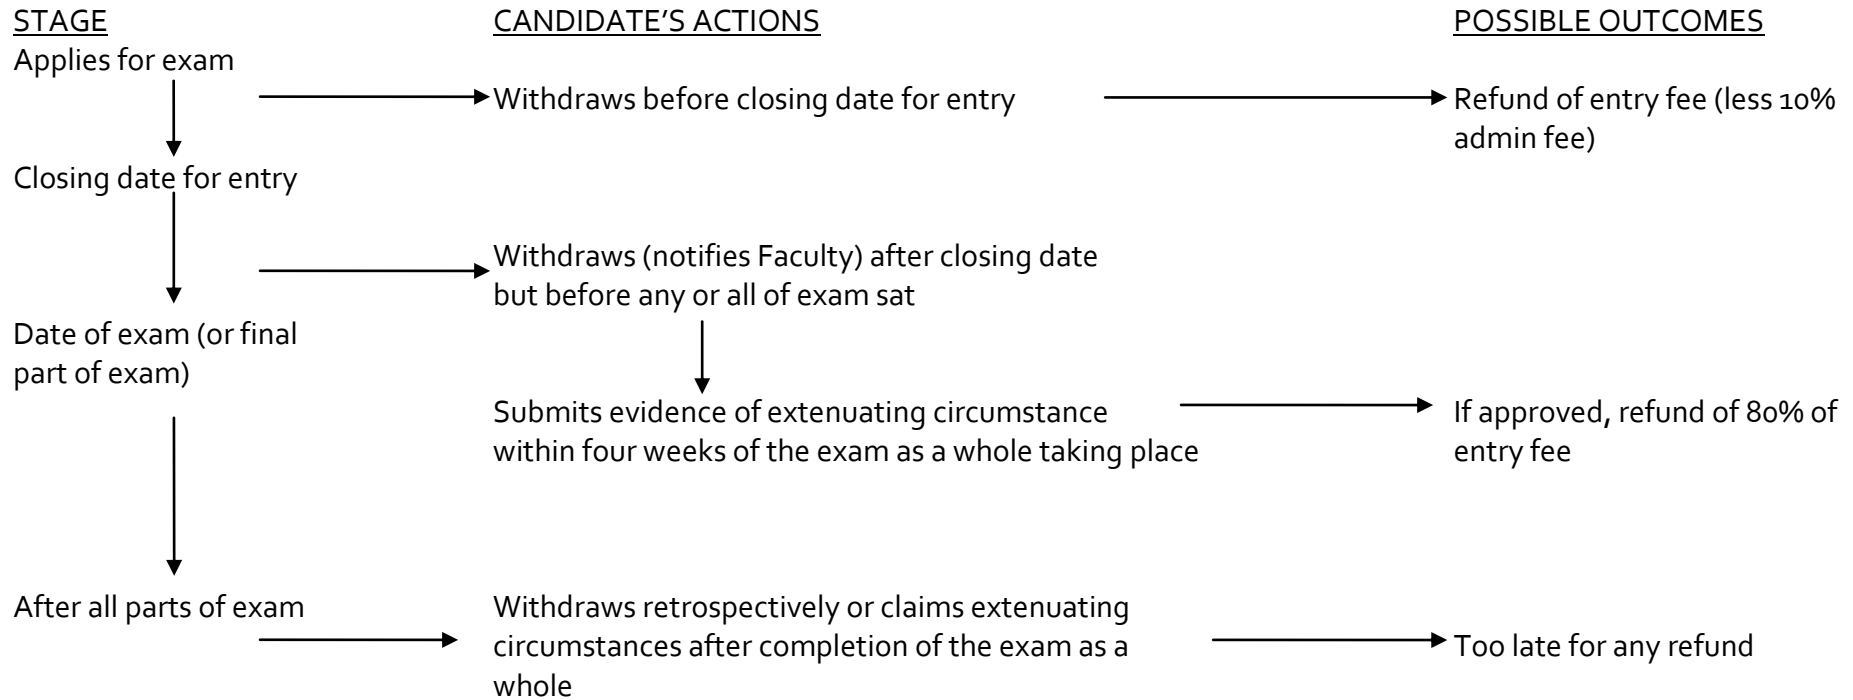 STAGE
CANDIDATE’S ACTIONS
POSSIBLE OUTCOMES
Applies for exam
Withdraws before closing date for entry
Refund of entry fee (less 10%
admin fee)
Closing date for entry
Withdraws (notifies Faculty) after closing date
but before any or all of exam sat
Date of exam (or final
part of exam)
Submits evidence of extenuating circumstance
within four weeks of the exam as a whole taking place
If approved, refund of 80% of
entry fee
After all parts of exam
Withdraws retrospectively or claims extenuating
circumstances after completion of the exam as a
whole
Too late for any refund